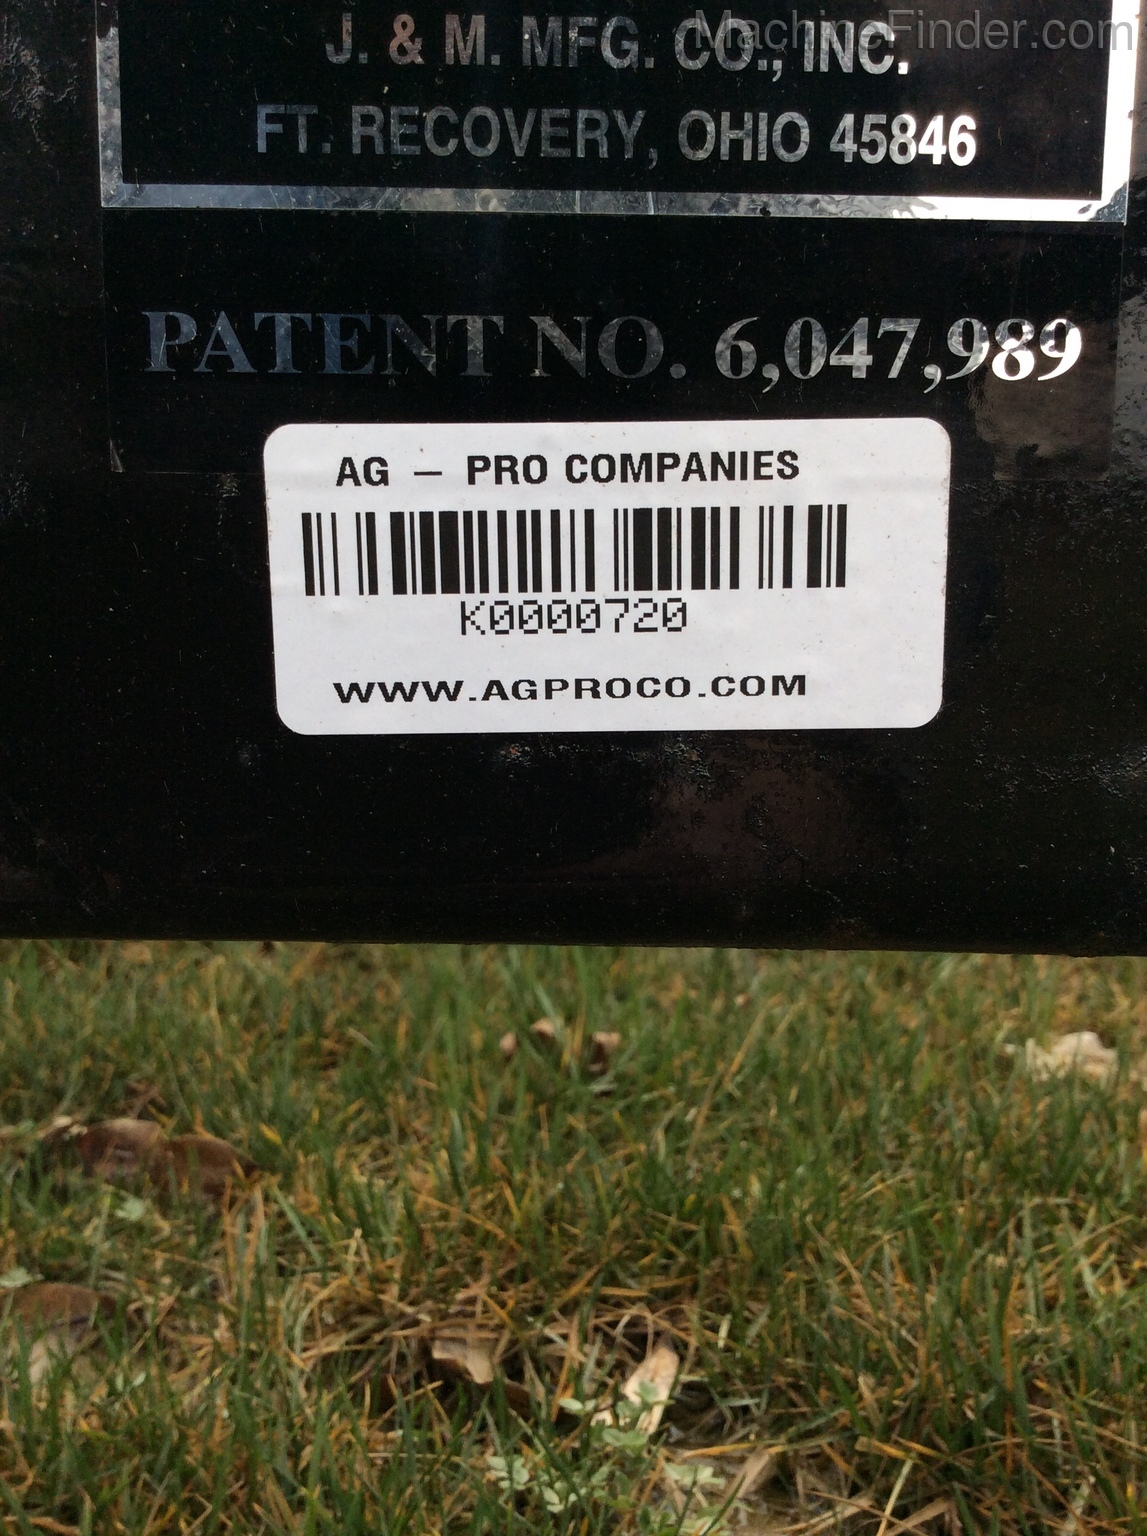 MachineFinder.com
J. & M. MFG. CO., INC.
FT. RECOVERY, OHIO 45846
PATENT NO. 6,047,989
AG – PRO COMPANIES
K0000720
WWW.AGPROCO.COM